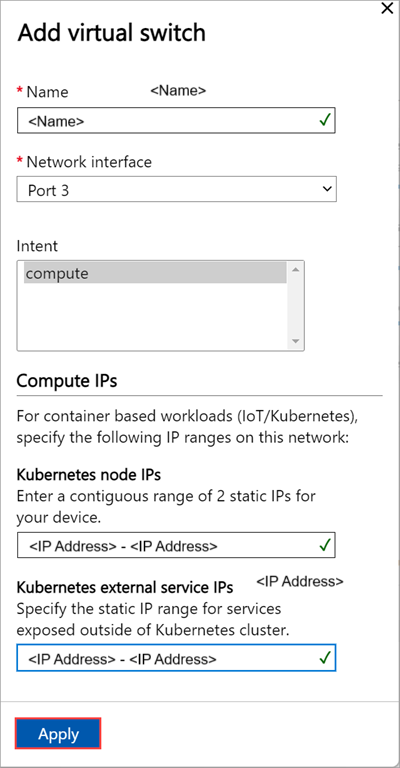 Add virtual switch
* Name <Name>
<Name>
* Network interface
Port 3
Intent
compute
Compute IPs
For container based workloads (IoT/Kubernetes),
specify the following IP ranges on this network:
Kubernetes node IPs
Enter a contiguous range of 2 static IPs for
your device.
<IP Address> - <IP Address>
Kubernetes external service IPs <IP Address>
Specify the static IP range for services
exposed outside of Kubernetes cluster.
<IP Address> - <IP Address>
Apply